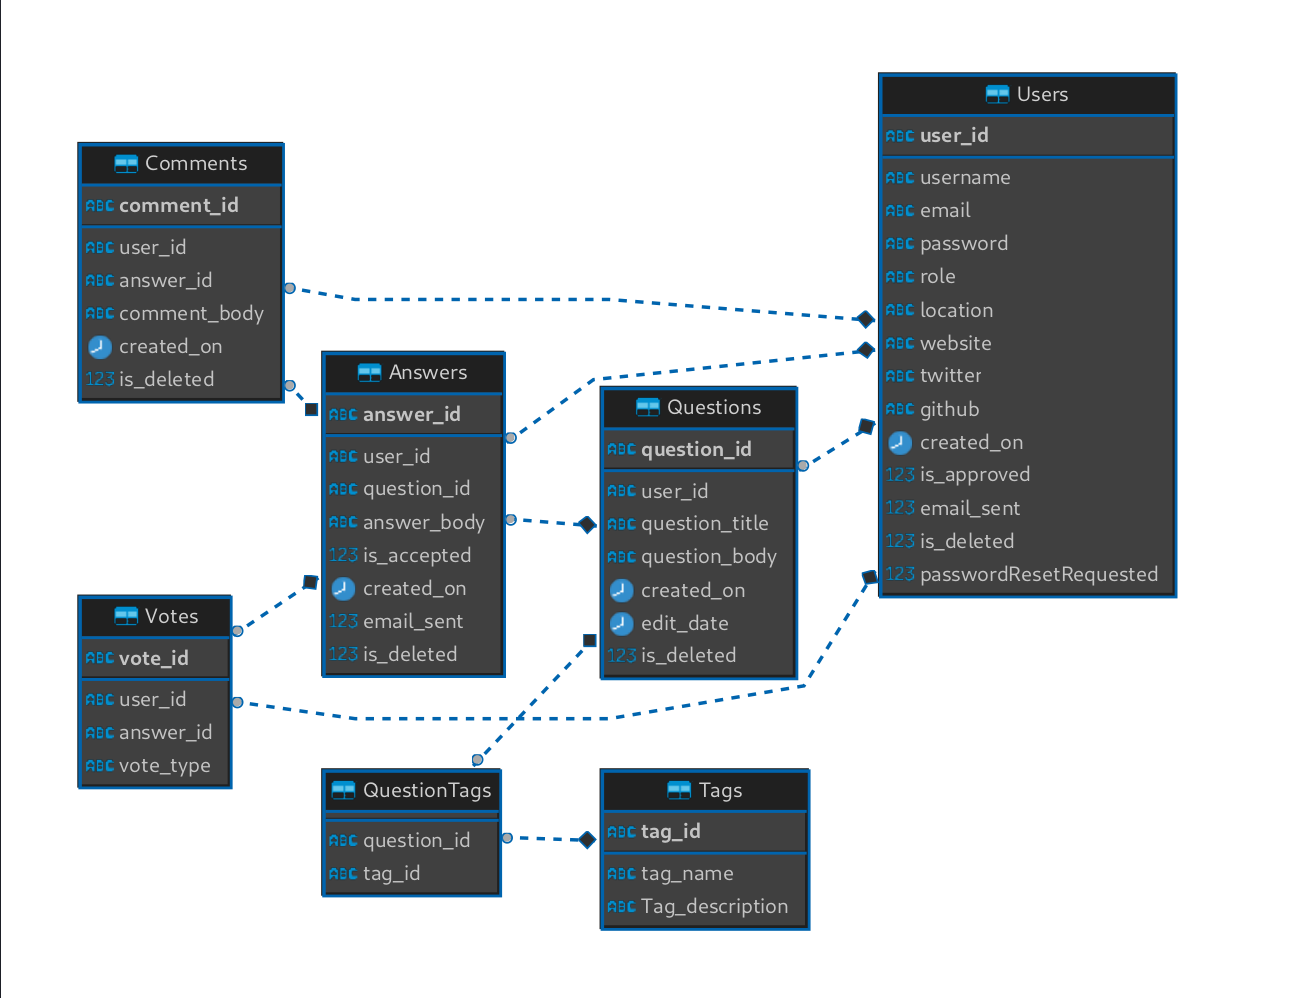 Users
ABC user_id
ABC username
ABC email
ABC password
ABC role
ABC location
ABC website
ABC twitter
ABC github
created_on
123 is_approved
123 email_sent
123 is_deleted
123 passwordResetRequested
Comments
ABC comment_id
ABC user_id
ABC answer_id
ABC comment_body
created_on
123 is_deleted
Answers
ABC answer_id
ABC user_id
ABC question_id
ABC answer_body
123 is_accepted
created_on
123 email_sent
123 is_deleted
Questions
ABC question_id
ABC user_id
ABC question_title
ABC question_body
created_on
edit_date
123 is_deleted
Votes
ABC vote_id
ABC user_id
ABC answer_id
ABC vote_type
QuestionTags
ABC question_id
ABC tag_id
Tags
ABC tag_id
ABC tag_name
ABC Tag_description